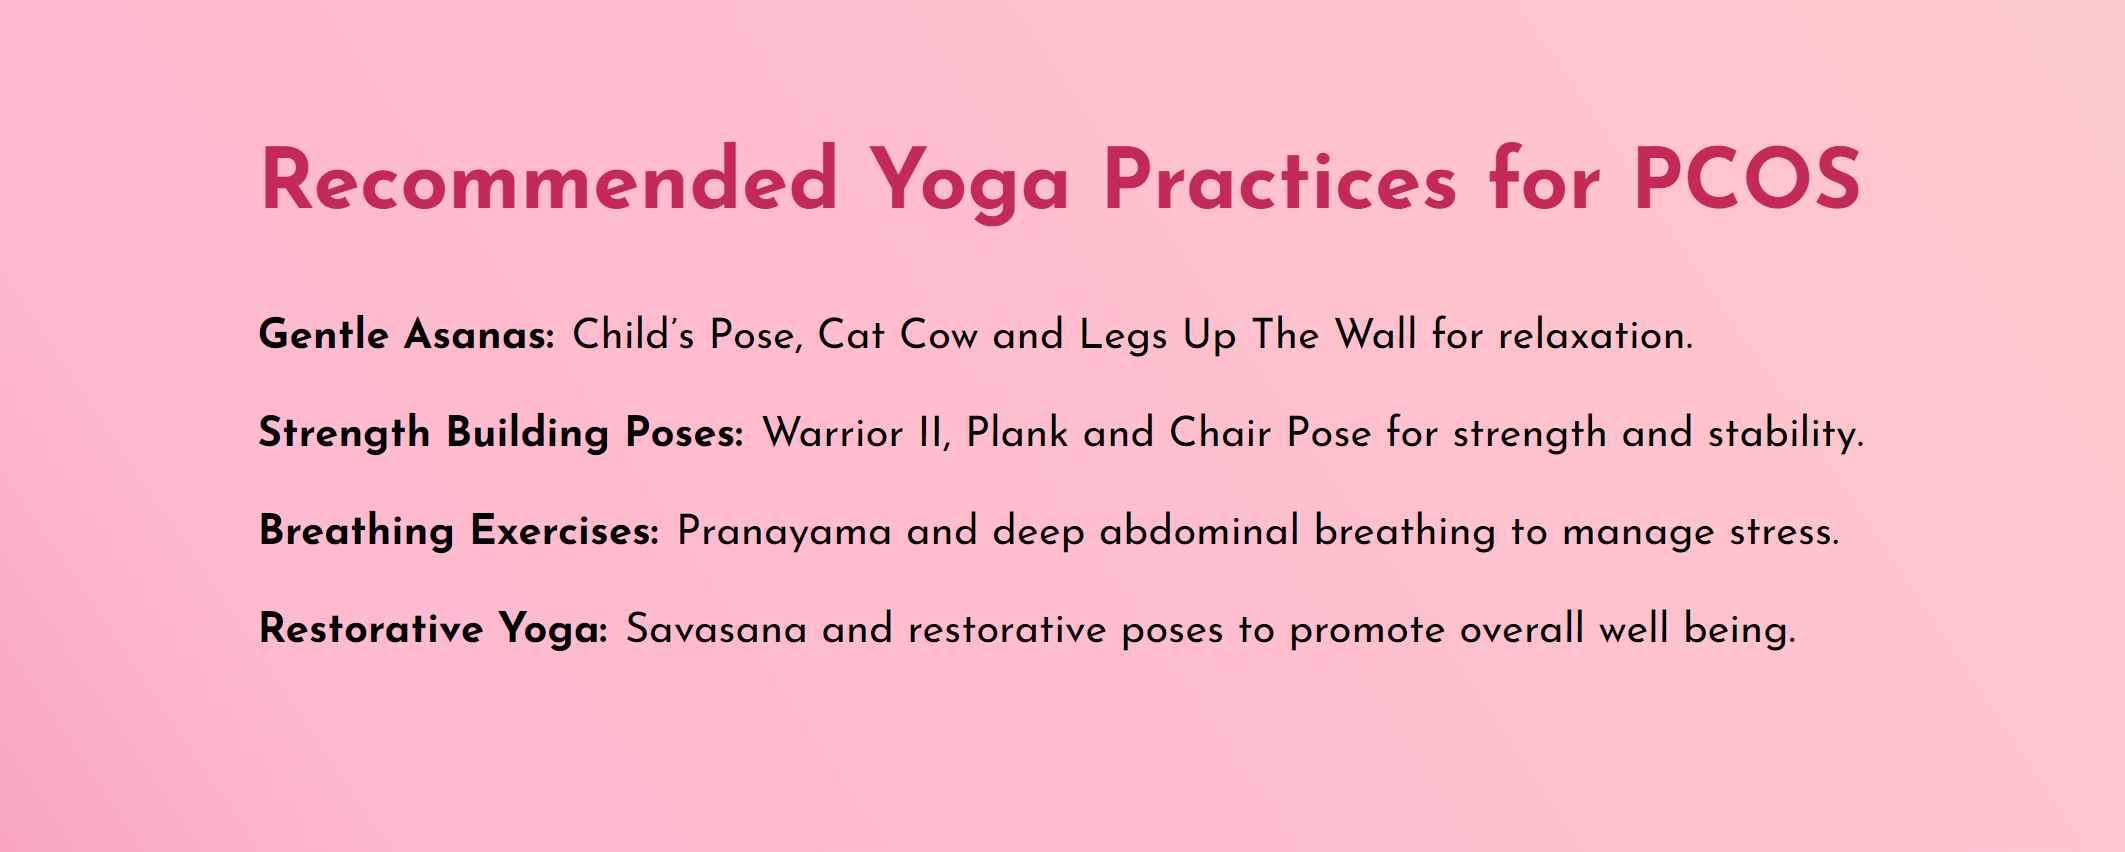 Recommended Yoga Practices for PCOS
Gentle Asanas: Child's Pose, Cat Cow and Legs Up The Wall for relaxation.
Strength Building Poses: Warrior II, Plank and Chair Pose for strength and stability.
Breathing Exercises: Pranayama and deep abdominal breathing to manage stress.
Restorative Yoga: Savasana and restorative poses to promote overall well being.